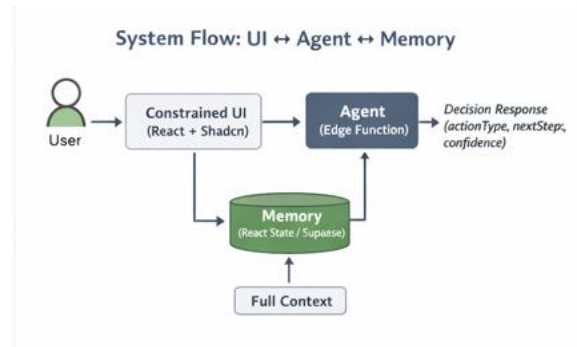 System Flow: UI ↔ Agent ↔ Memory
User
Constrained UI
(React + Shadcn)
Agent
(Edge Function)
Decision Response
(actionType, nextStep:,
confidence)
Memory
(React State / Supaase)
Full Context